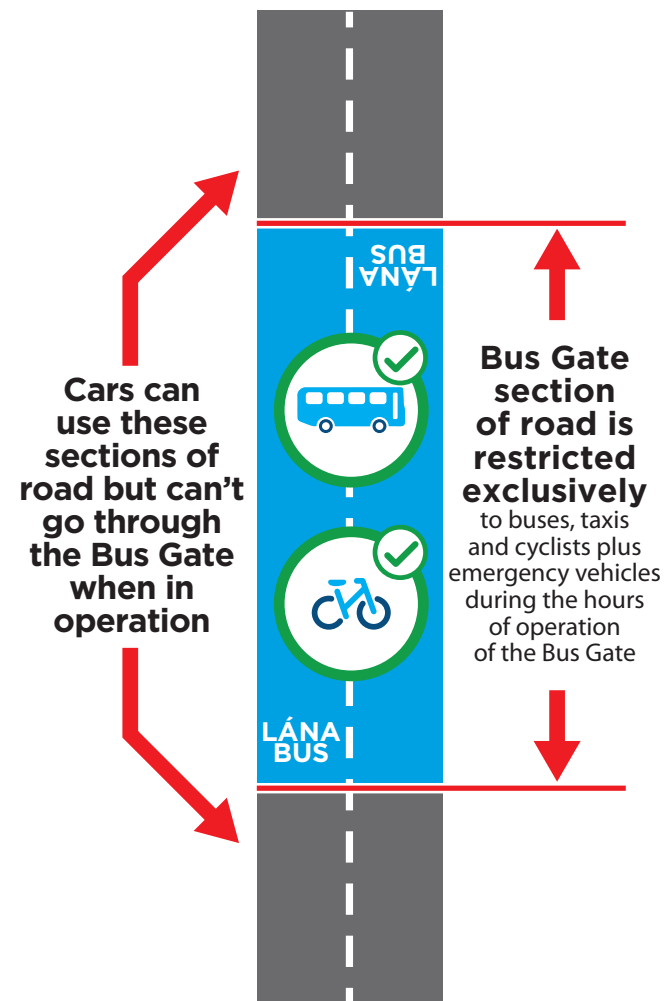 LÁNA
BUS
Cars can
use these
sections of
road but can’t
go through
the Bus Gate
when in
operation
Bus Gate
section
of road is
restricted
exclusively
to buses, taxis
and cyclists plus
emergency vehicles
during the hours
of operation
of the Bus Gate
LÁNA
BUS